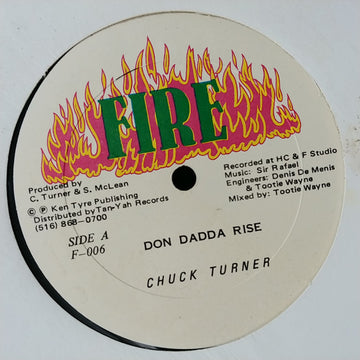 FIRE
Produced by
C. Turner & S. McLean
© ℗ Ken Tyre Publishing
Distributed by Tan-Yah Records
(516) 868-0700
SIDE A
F-006
Recorded at HC & F Studio
Music: Sir Rafael
Engineers: Denis De Menis
& Tootie Wayne
Mixed by: Tootie Wayne
DON DADDA RISE
CHUCK TURNER